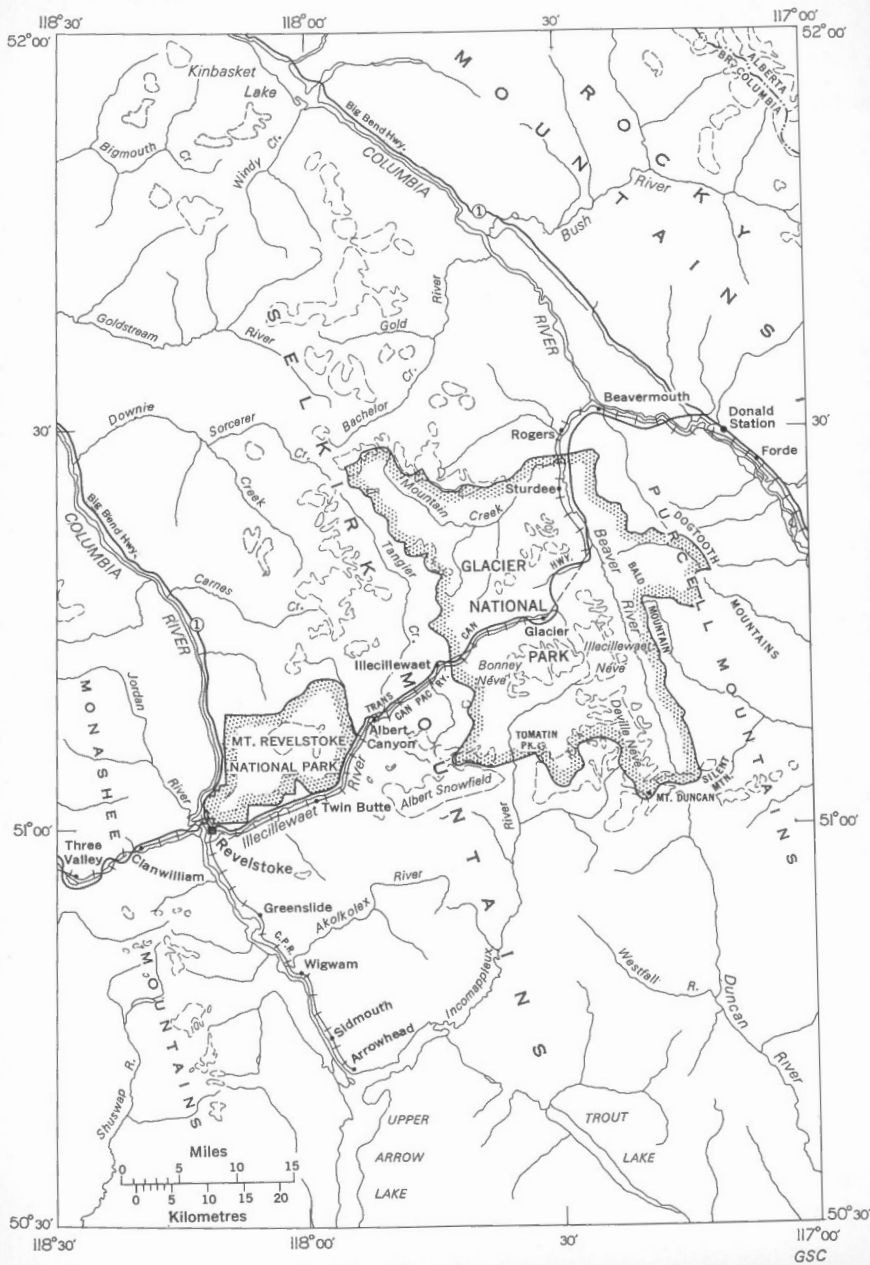 118°30′
118°00′
30′
117°00′
52°00′
52°00′
Kinbasket
Lake
Bigmouth
Cr
Windy
Cr.
Big Bend Hwy.
COLUMBIA
RIVER
1
ROCKY
MOUNTAINS
ALBERTA
BR. COLUMBIA
Bush
River
Goldstream
River
Gold
River
Bachelor
Cr.
SELKIRK
MOUNTAINS
30′
30′
Downie
Creek
Sorcerer
Cr.
Beavermouth
Donald
Station
Forde
Rogers
Sturdee
Mountain
Creek
Tangier
Cr.
Big Bend Hwy.
COLUMBIA
RIVER
1
Carnes
Cr.
GLACIER
NATIONAL
PARK
HWY.
CAN
TRANS
CAN PAC RY.
Glacier
Illecillewaet
Beaver
River
BALD
MOUNTAIN
DOGTOOTH
MOUNTAINS
PURCELL MOUNTAINS
Bonney
Névé
Illecillewaet
Névé
Deville Névé
TOMATIN
PK.
MT. DUNCAN
SILENT
MTN.
Jordan
River
MONASHEE
MOUNTAINS
MT. REVELSTOKE
NATIONAL PARK
Albert
Canyon
Albert Snowfield
Twin Butte
Illecillewaet
River
51°00′
51°00′
Three
Valley
Clanwilliam
Revelstoke
Greenslide
C.P.R.
Akolkolex
River
Wigwam
Sidmouth
Arrowhead
Incomappleux
River
Westfall
R.
Duncan
River
Shuswap
R.
UPPER
ARROW
LAKE
TROUT
LAKE
Miles
0 5 10 15
0 5 10 15 20
Kilometres
50°30′
50°30′
118°30′
118°00′
30′
117°00′
GSC